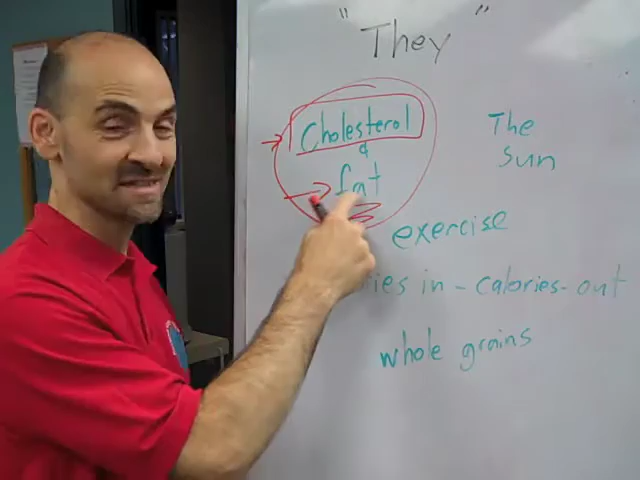 "They"
Cholesterol
&
fat
The
sun
exercise
ies in - calories - out
whole grains